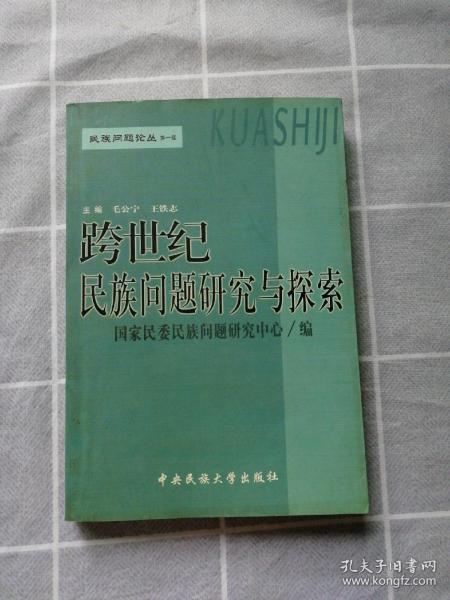 KUASHIJI
民族问题论丛 第一辑
主编 毛公宁 王铁志
跨世纪
民族问题研究与探索
国家民委民族问题研究中心/编
中央民族大学出版社
孔夫子旧书网
www.kongfz.com